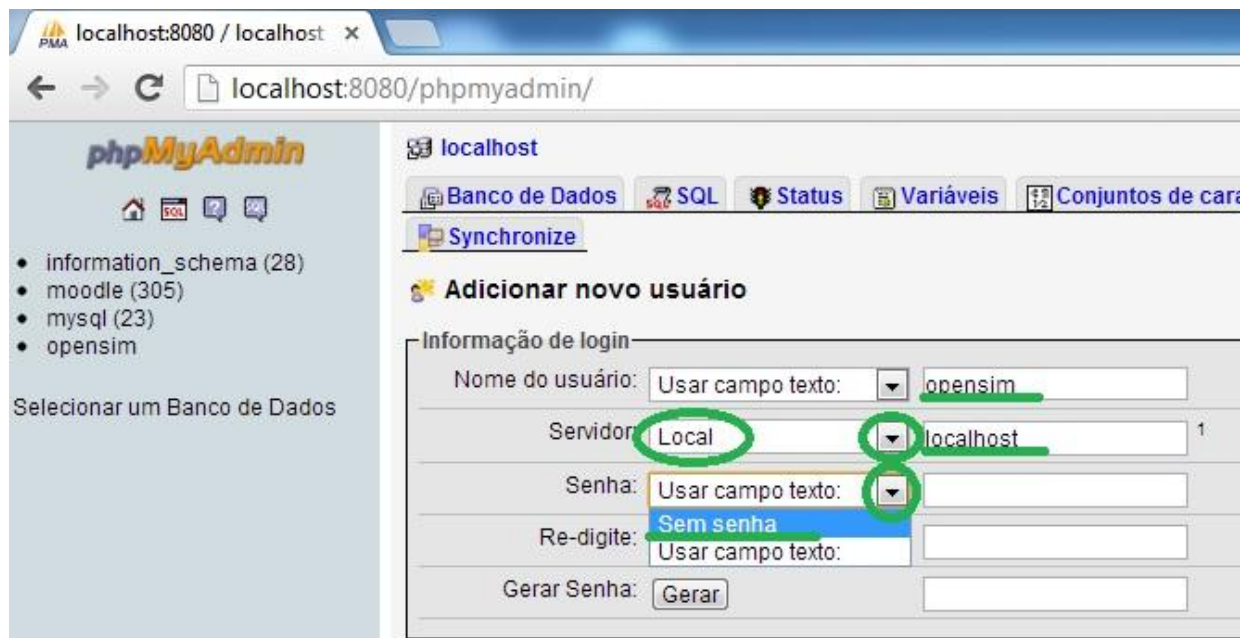 PMA localhost:8080 / localhost ×
localhost:8080/phpmyadmin/
phpMyAdmin
SQL
information_schema (28)
moodle (305)
mysql (23)
opensim
Selecionar um Banco de Dados
localhost
Banco de Dados SQL Status Variáveis Conjuntos de cara
Synchronize
Adicionar novo usuário
Informação de login
Nome do usuário: Usar campo texto: opensim
Servidor: Local localhost 1
Senha: Usar campo texto:
Sem senha
Re-digite: Usar campo texto:
Gerar Senha: Gerar